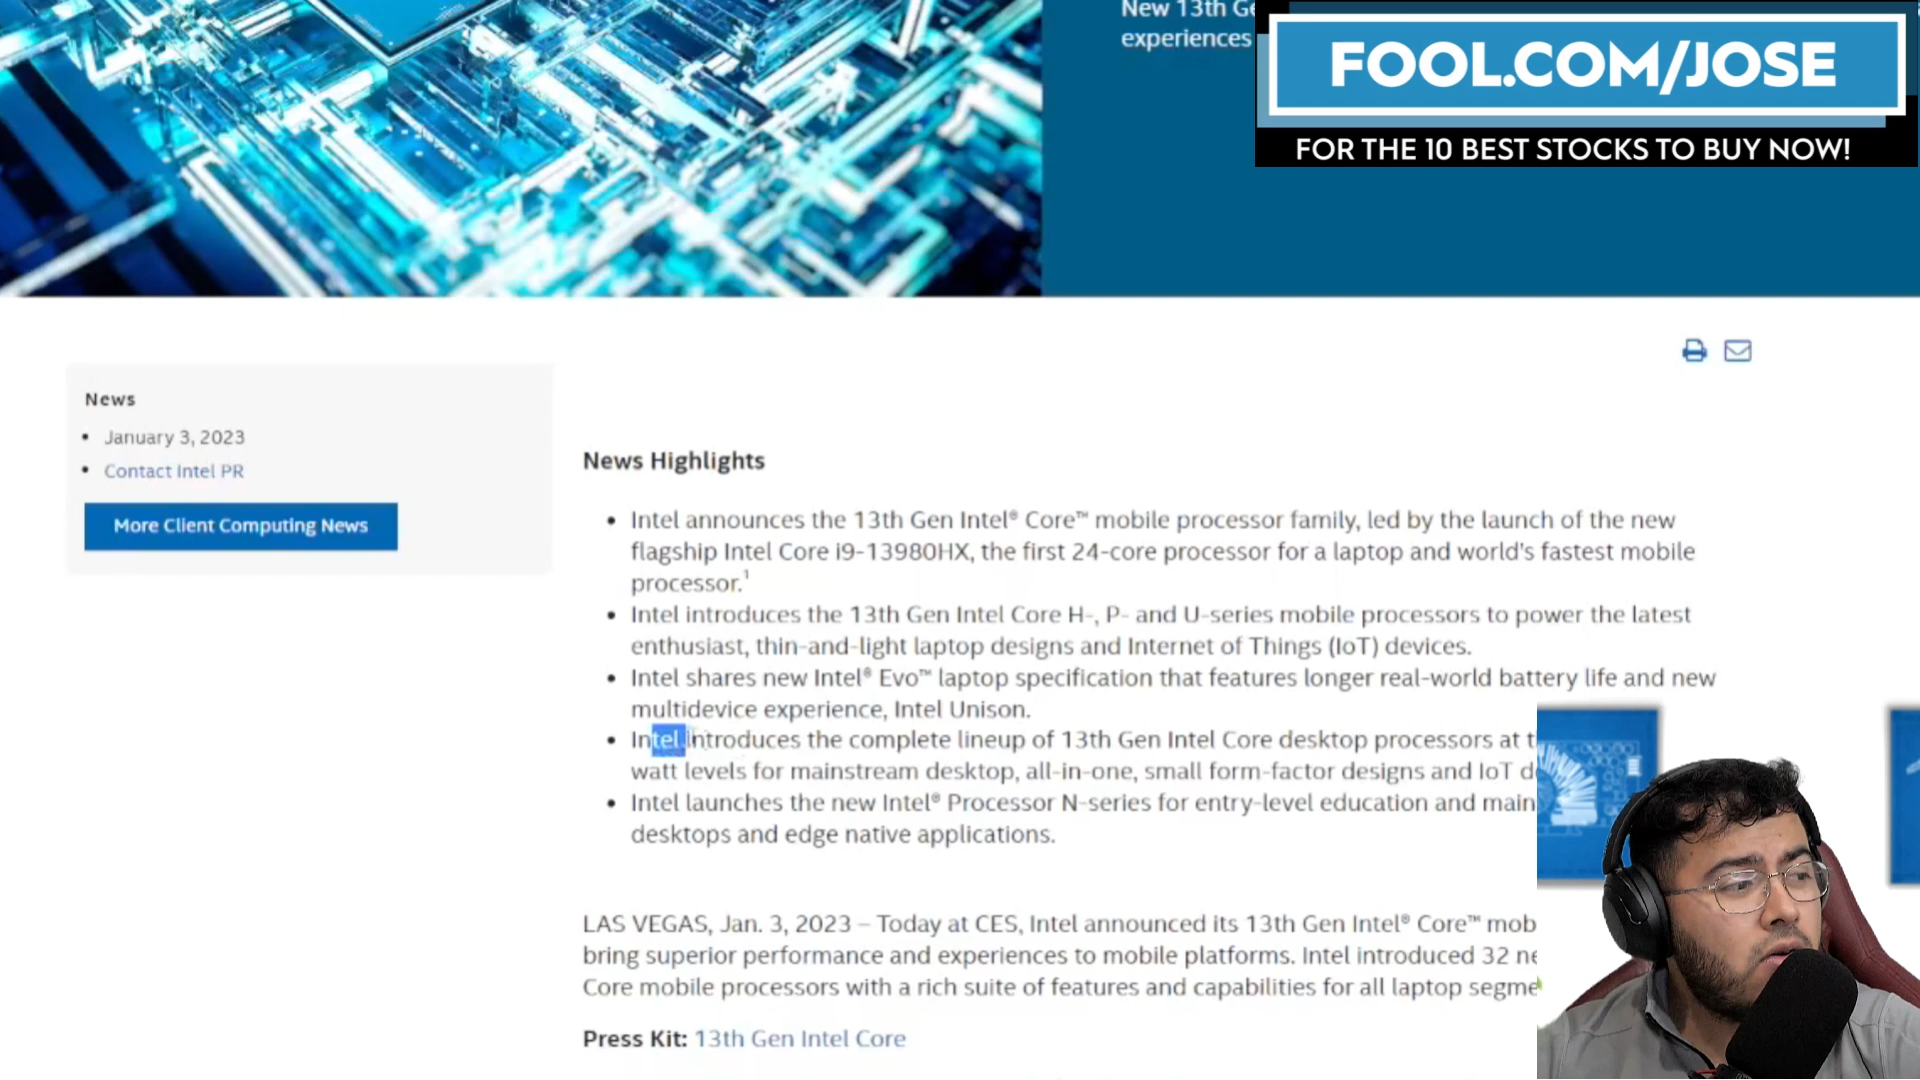 New 13th Ge
experiences
FOOL.COM/JOSE
FOR THE 10 BEST STOCKS TO BUY NOW!
News
• January 3, 2023
• Contact Intel PR
More Client Computing News
News Highlights
• Intel announces the 13th Gen Intel® Core™ mobile processor family, led by the launch of the new
flagship Intel Core i9-13980HX, the first 24-core processor for a laptop and world's fastest mobile
processor.¹
• Intel introduces the 13th Gen Intel Core H-, P- and U-series mobile processors to power the latest
enthusiast, thin-and-light laptop designs and Internet of Things (IoT) devices.
• Intel shares new Intel® Evo™ laptop specification that features longer real-world battery life and new
multidevice experience, Intel Unison.
• Intel introduces the complete lineup of 13th Gen Intel Core desktop processors at t
watt levels for mainstream desktop, all-in-one, small form-factor designs and IoT d
• Intel launches the new Intel® Processor N-series for entry-level education and main
desktops and edge native applications.
LAS VEGAS, Jan. 3, 2023 – Today at CES, Intel announced its 13th Gen Intel® Core™ mob
bring superior performance and experiences to mobile platforms. Intel introduced 32 ne
Core mobile processors with a rich suite of features and capabilities for all laptop segme
Press Kit: 13th Gen Intel Core